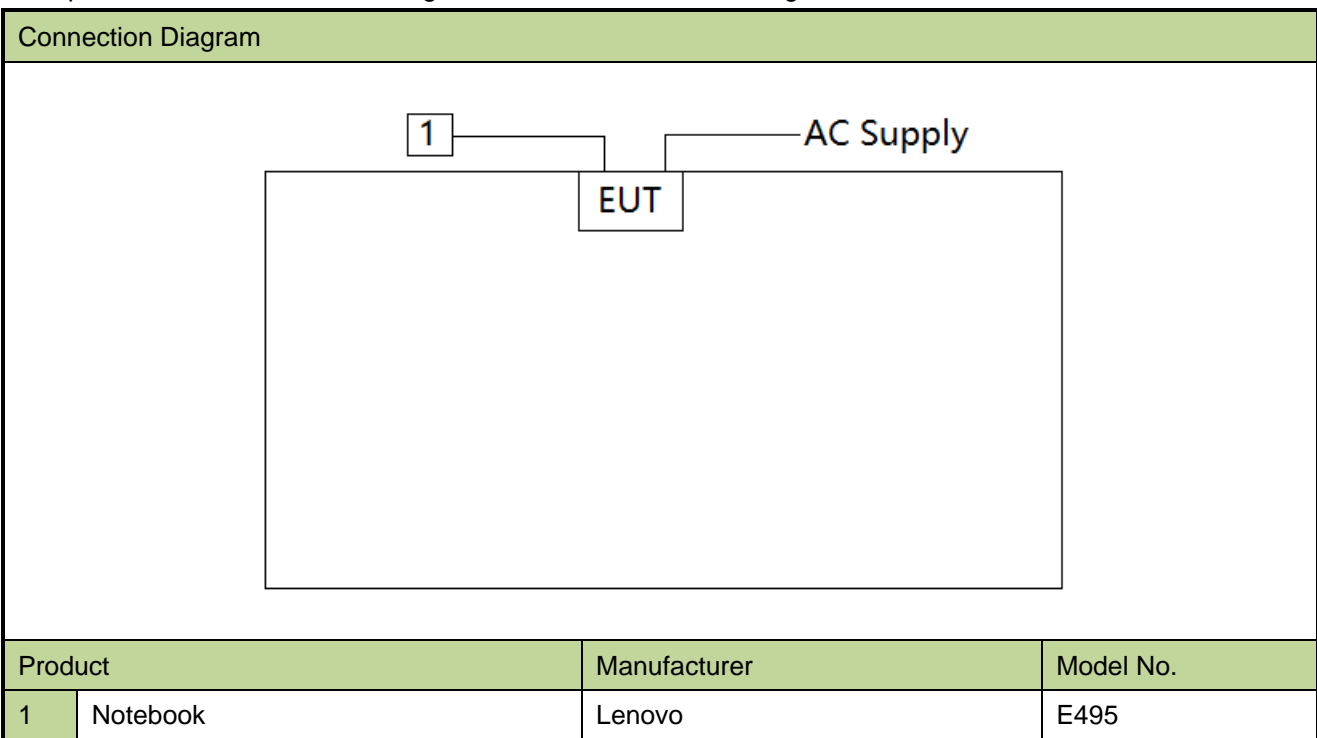 Connection Diagram
1 AC Supply
EUT
Product Manufacturer Model No.
1 Notebook Lenovo E495